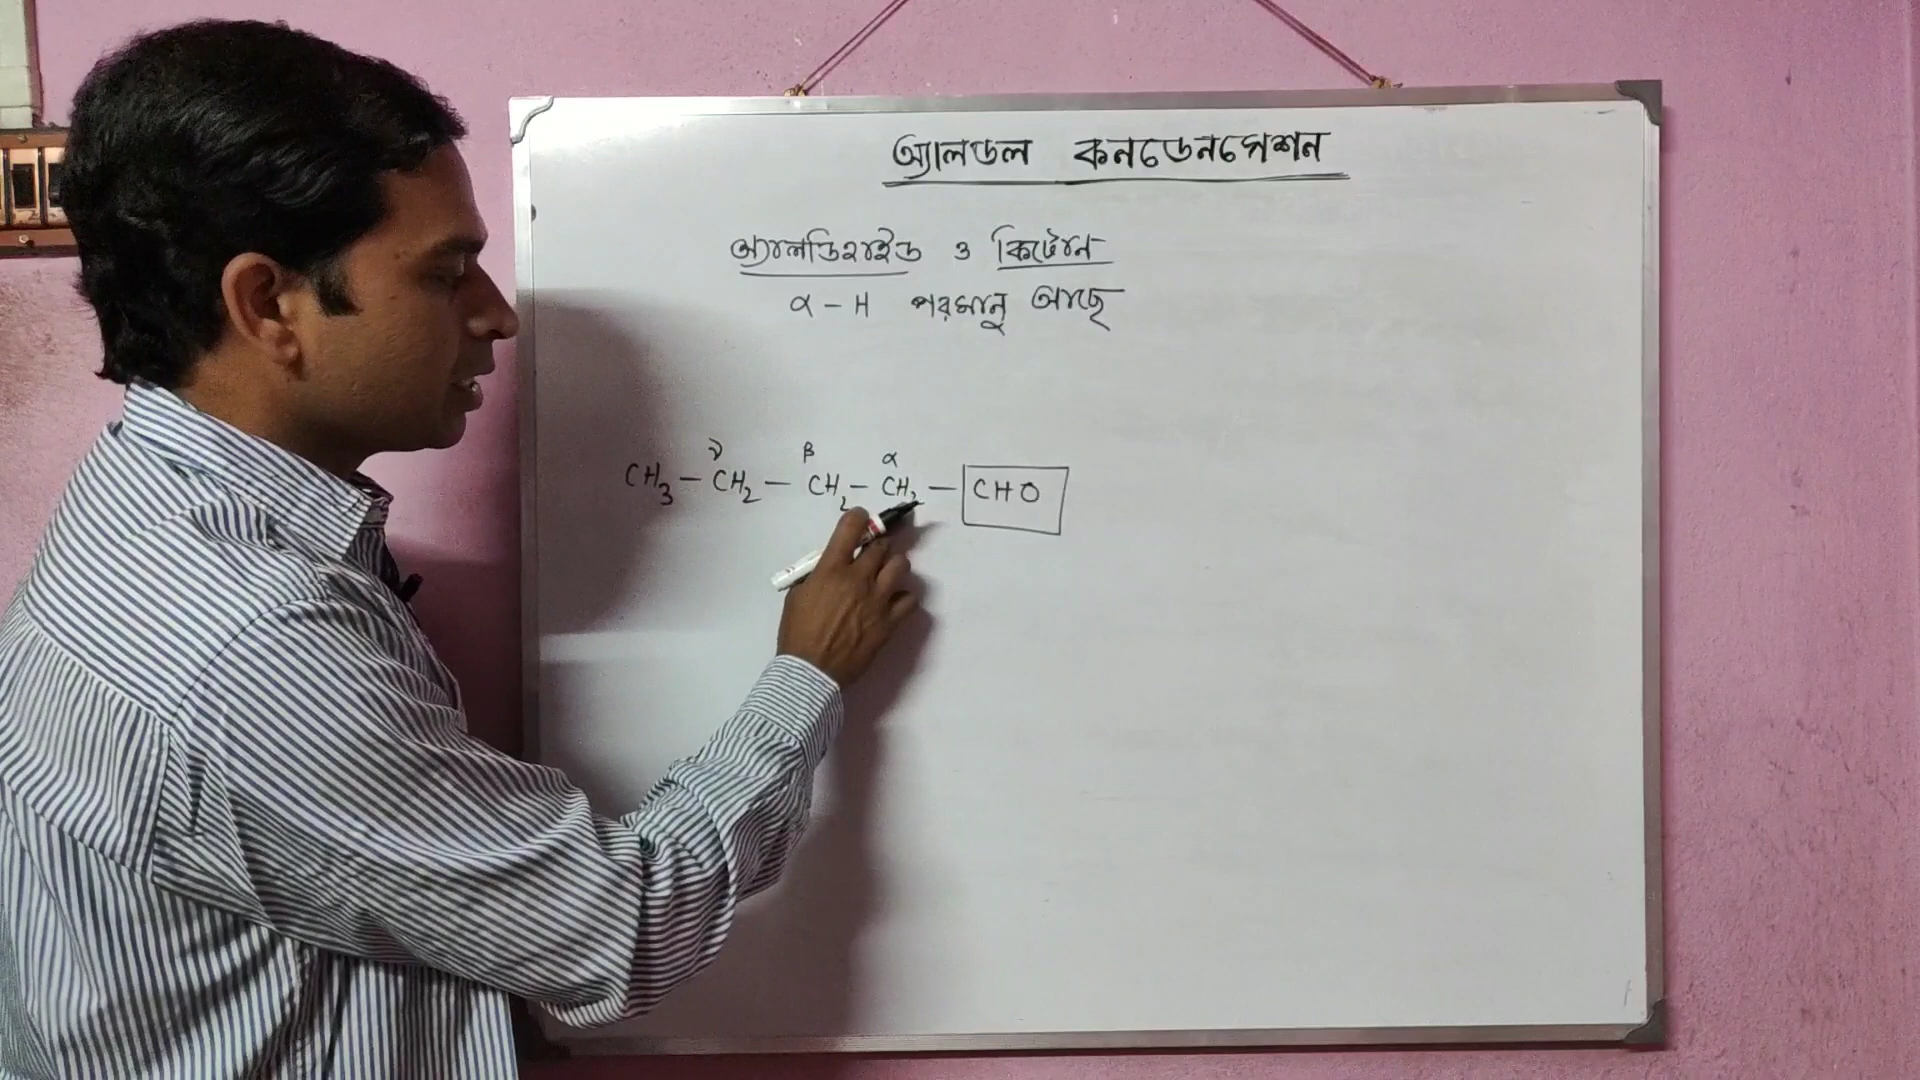 অ্যালডল কনডেনসেশন
অ্যালডিহাইড ও কিটোন
α – H পরমানু আছে
γ β α
CH3 – CH2 – CH2 – CH2 – CHO